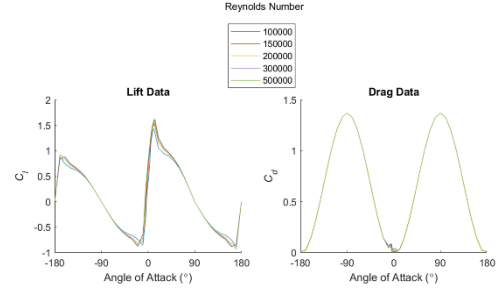 Reynolds Number
100000
150000
200000
300000
500000
Lift Data
Drag Data
2
1.5
1
0.5
0
-0.5
-1
C_l
-180 -90 0 90 180
Angle of Attack (°)
1.5
1
0.5
0
C_d
-180 -90 0 90 180
Angle of Attack (°)